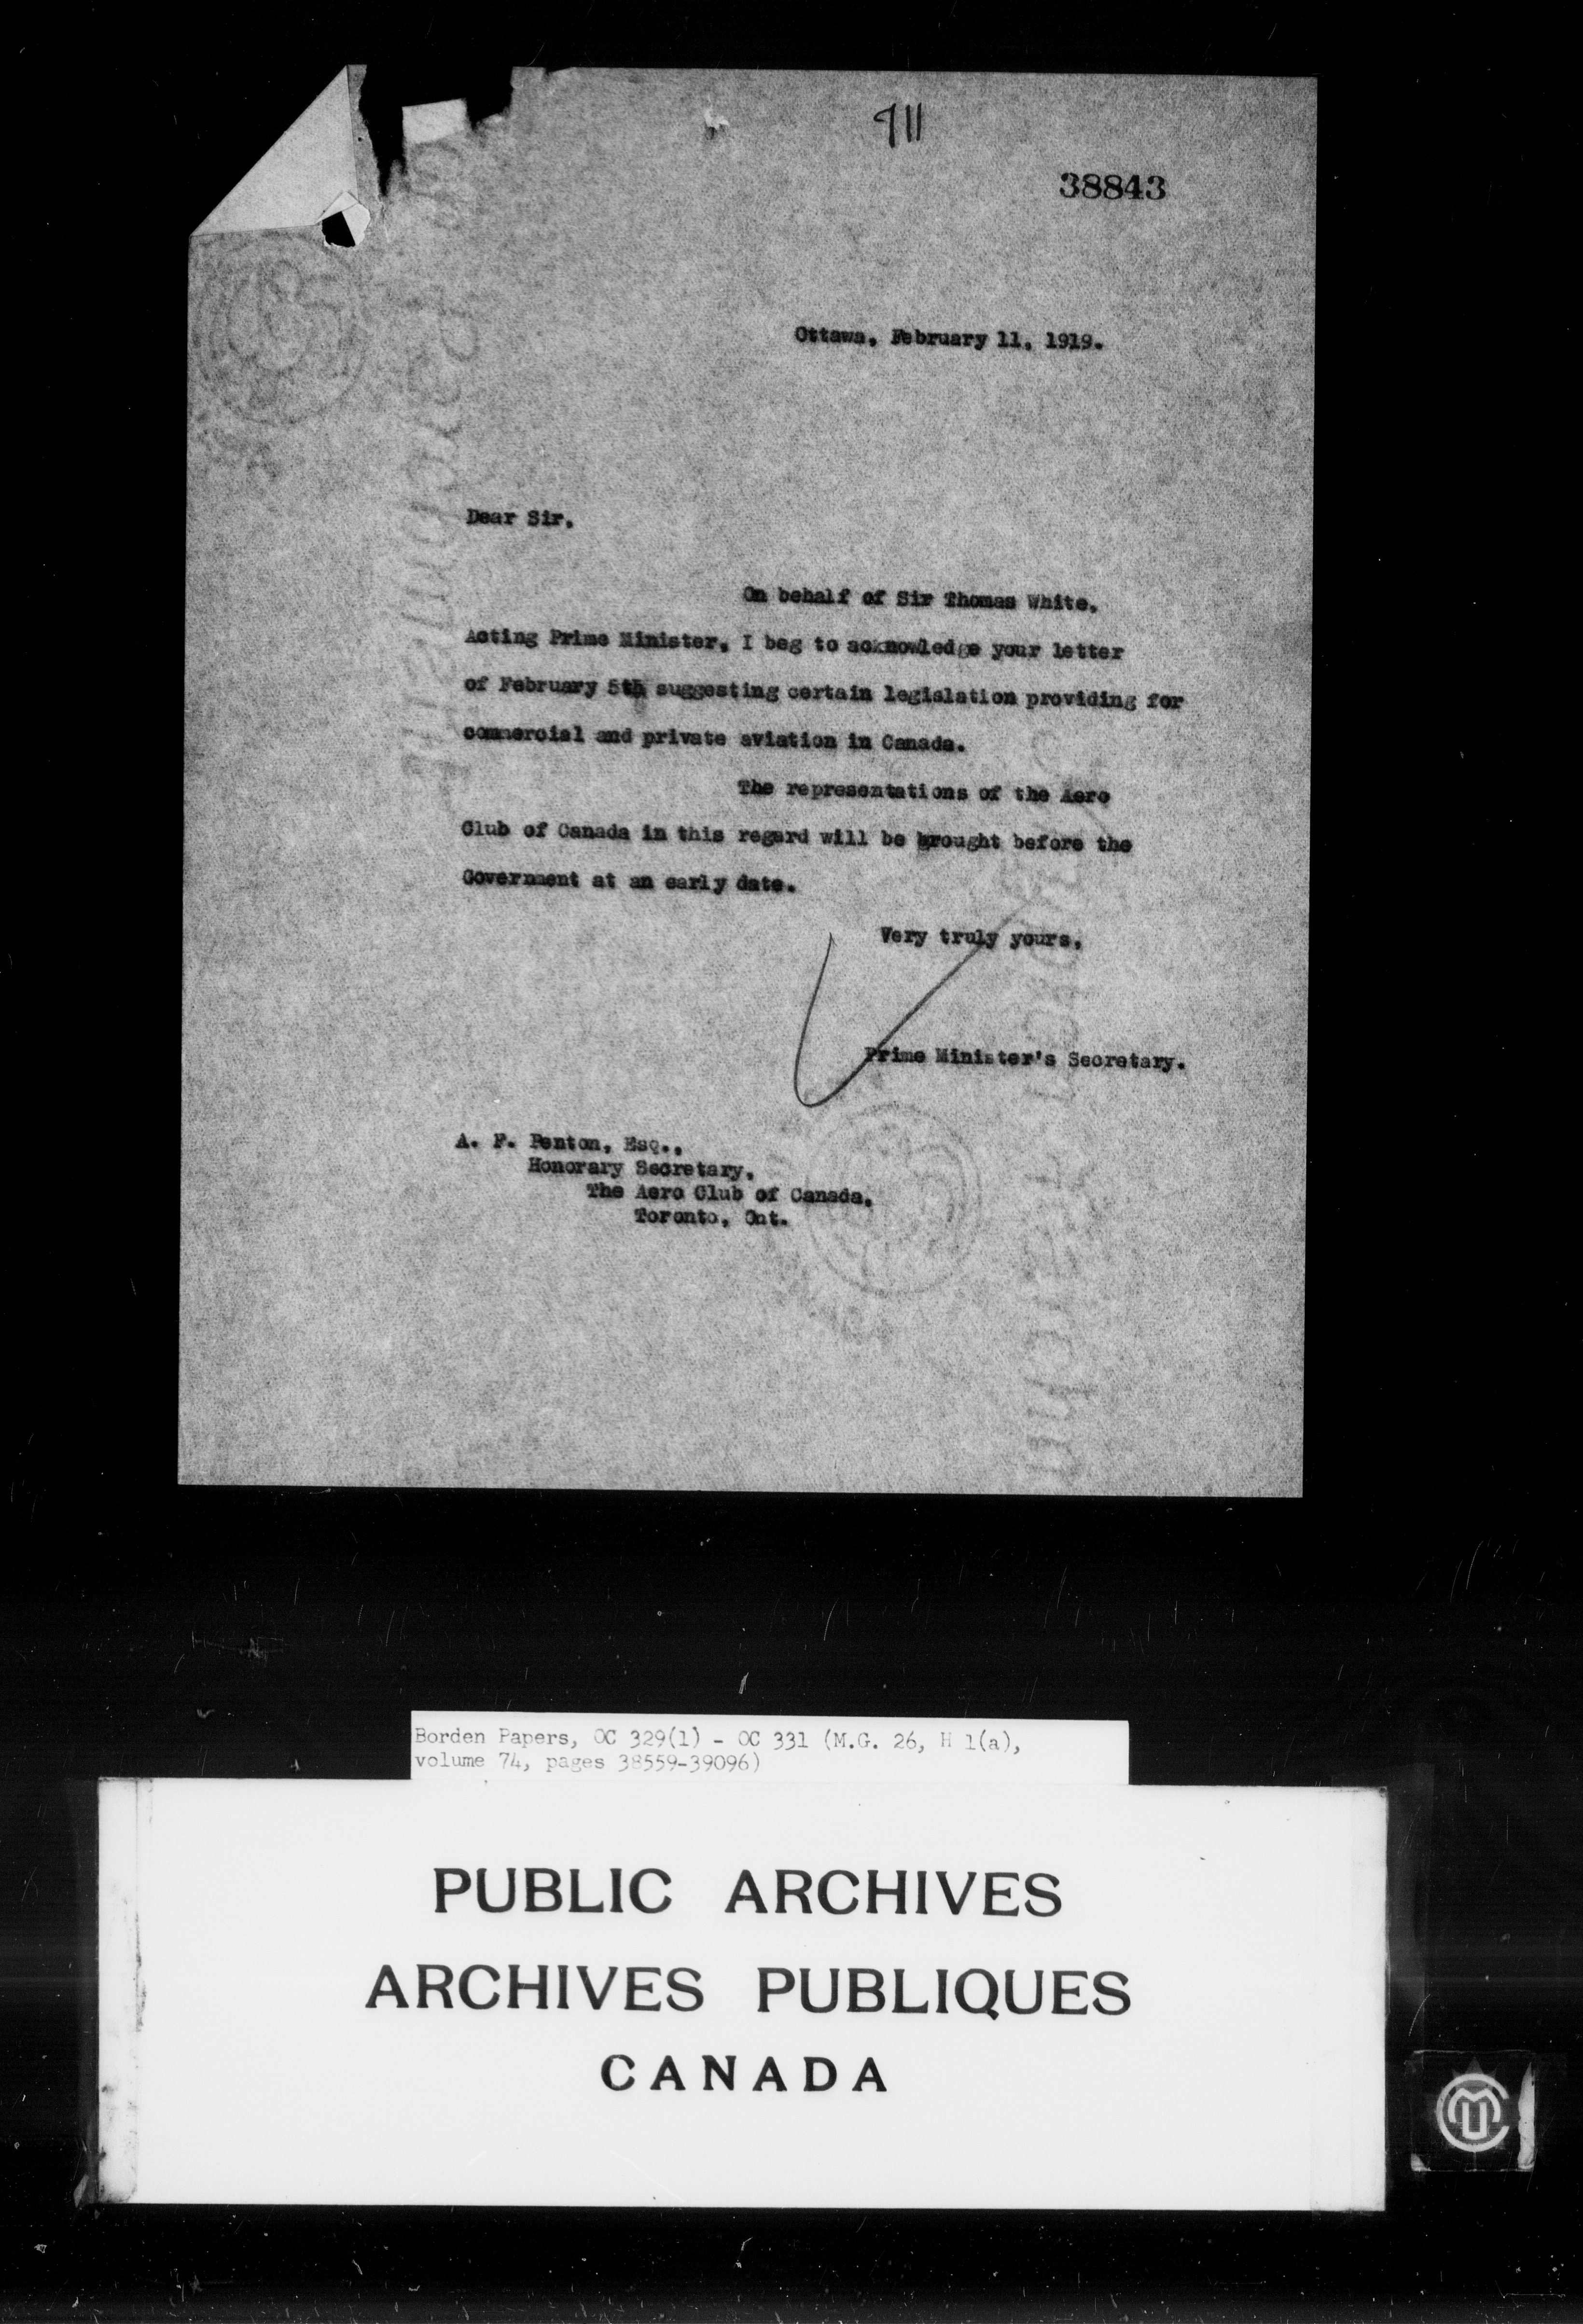 911
38843
Ottawa, February 11, 1919.
Dear Sir,
On behalf of Sir Thomas White,
Acting Prime Minister, I beg to acknowledge your letter
of February 5th suggesting certain legislation providing for
commercial and private aviation in Canada.
The representations of the Aero
Club of Canada in this regard will be brought before the
Government at an early date.
Very truly yours,
Prime Minister's Secretary.
A. F. Penton, Esq.,
Honorary Secretary,
The Aero Club of Canada,
Toronto, Ont.
Borden Papers, OC 329(1) - OC 331 (M.G. 26, H 1(a),
volume 74, pages 38559-39096)
PUBLIC ARCHIVES
ARCHIVES PUBLIQUES
CANADA